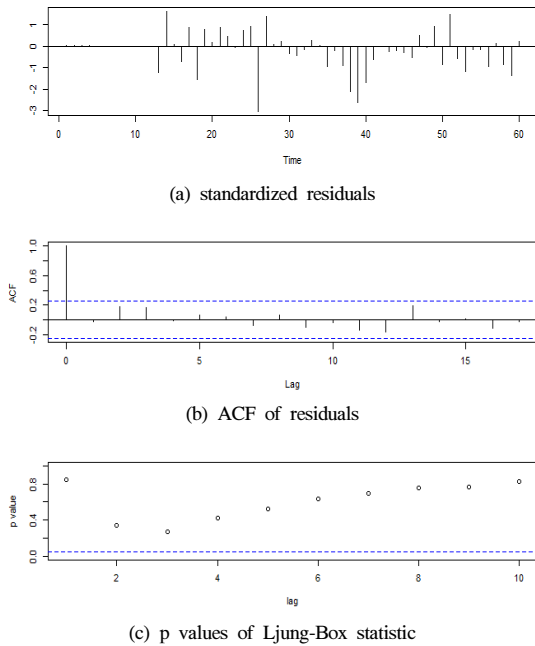 1
0
-1
-2
-3
0 10 20 30 40 50 60
Time
(a) standardized residuals
ACF
1.0
0.6
0.2
-0.2
0 5 10 15
Lag
(b) ACF of residuals
p value
0.8
0.4
0.0
2 4 6 8 10
lag
(c) p values of Ljung-Box statistic